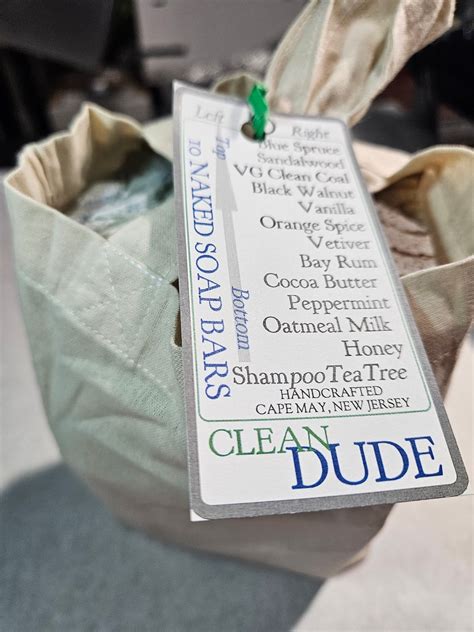 Left
Right
Top
Bottom
10 NAKED SOAP BARS
Blue Spruce
Sandalwood
VG Clean Coal
Black Walnut
Vanilla
Orange Spice
Vetiver
Bay Rum
Cocoa Butter
Peppermint
Oatmeal Milk
Honey
ShampooTeaTree
HANDCRAFTED
CAPE MAY, NEW JERSEY
CLEAN
DUDE